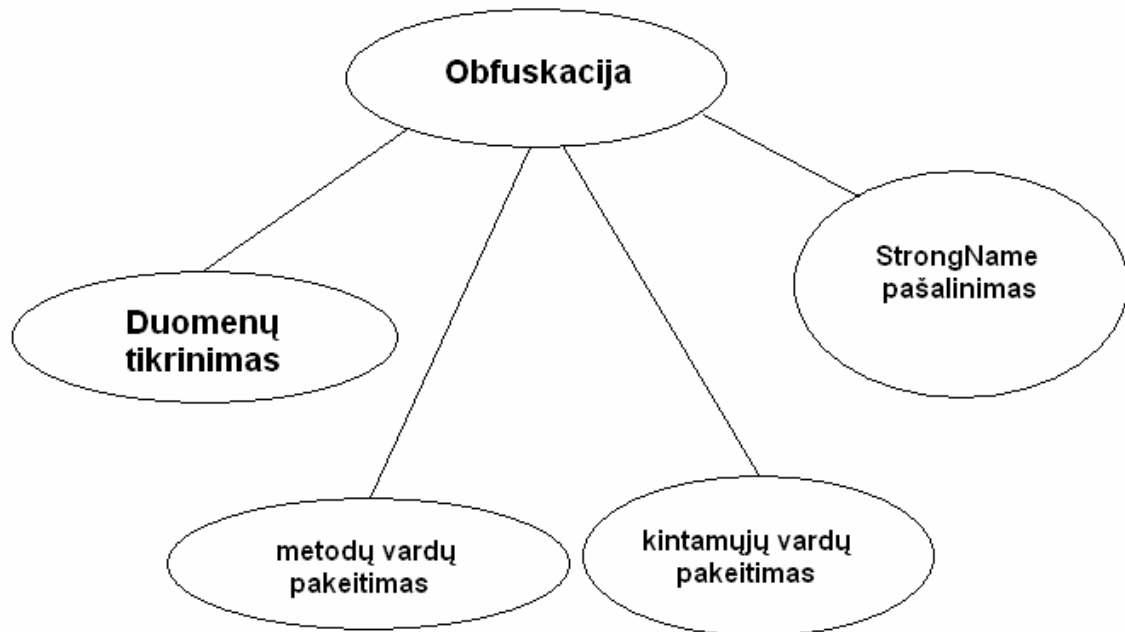 Obfuskacija
StrongName
pašalinimas
Duomenų
tikrinimas
metodų vardų
pakeitimas
kintamųjų vardų
pakeitimas